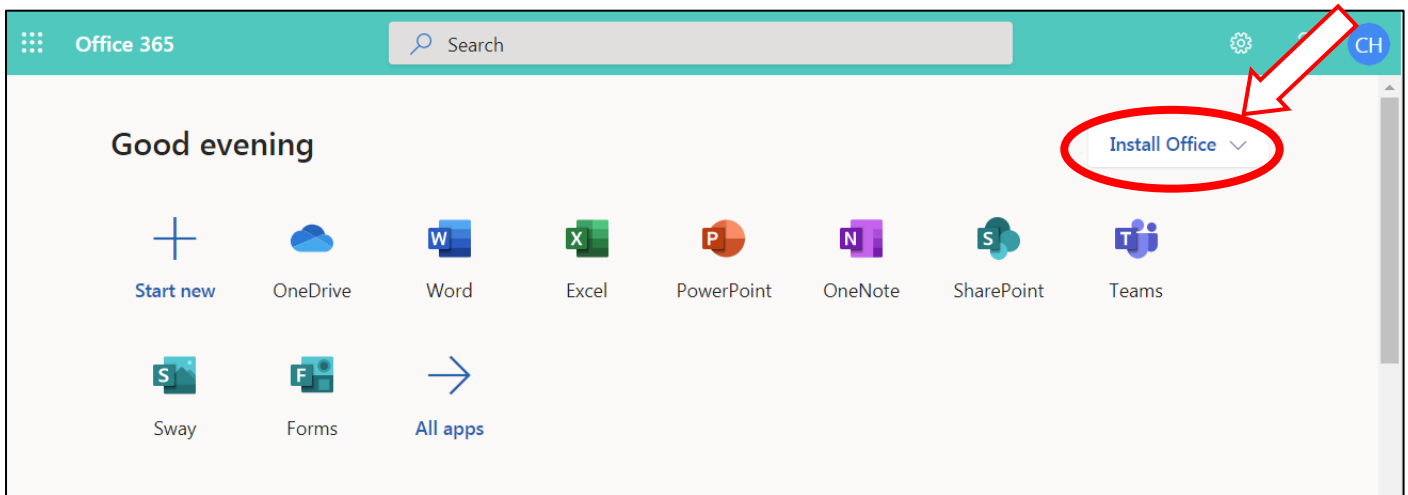 Office 365
Search
CH
Good evening
Install Office
W
X
P
N
S
T
Start new
OneDrive
Word
Excel
PowerPoint
OneNote
SharePoint
Teams
S
F
Sway
Forms
All apps